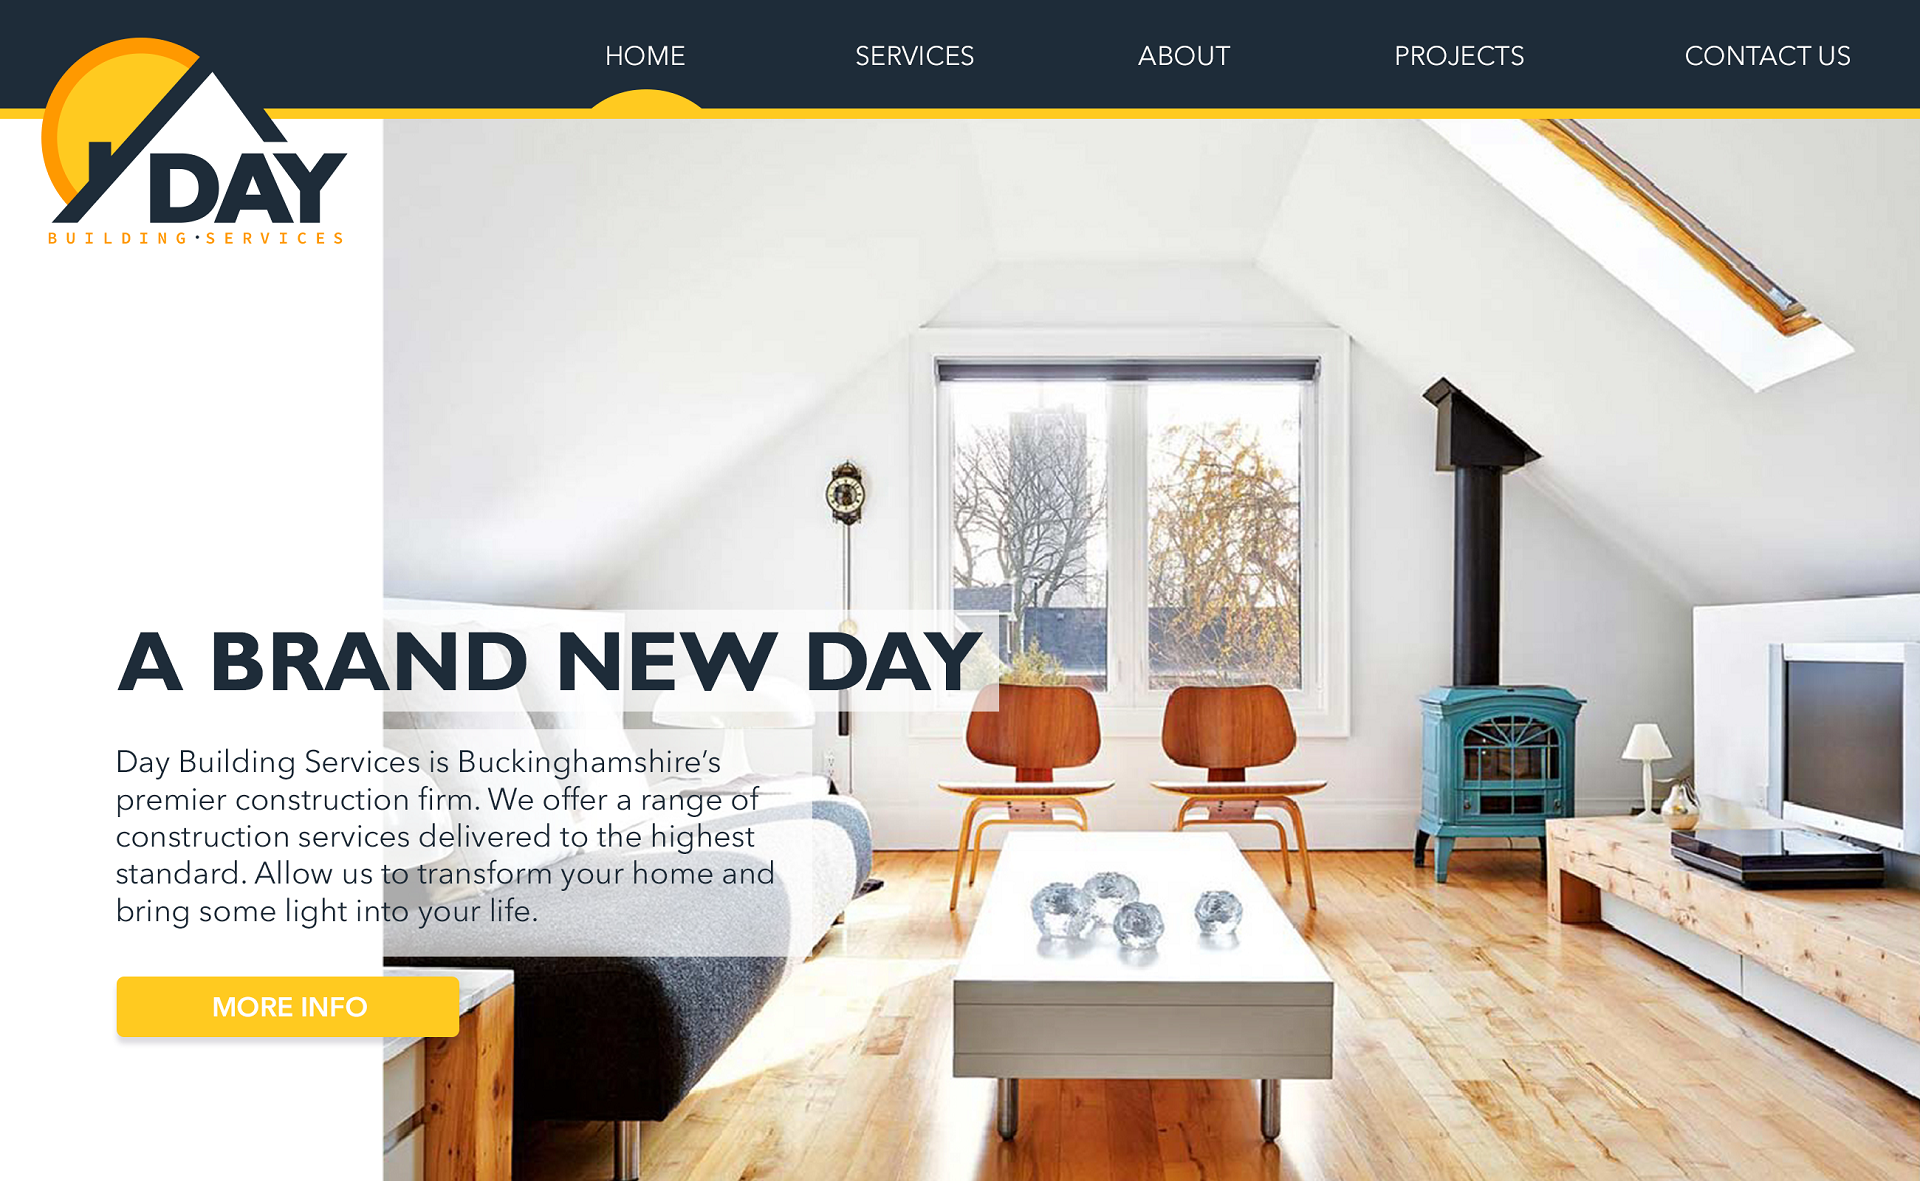 HOME SERVICES ABOUT PROJECTS CONTACT US
DAY
BUILDING·SERVICES
A BRAND NEW DAY
Day Building Services is Buckinghamshire’s
premier construction firm. We offer a range of
construction services delivered to the highest
standard. Allow us to transform your home and
bring some light into your life.
MORE INFO